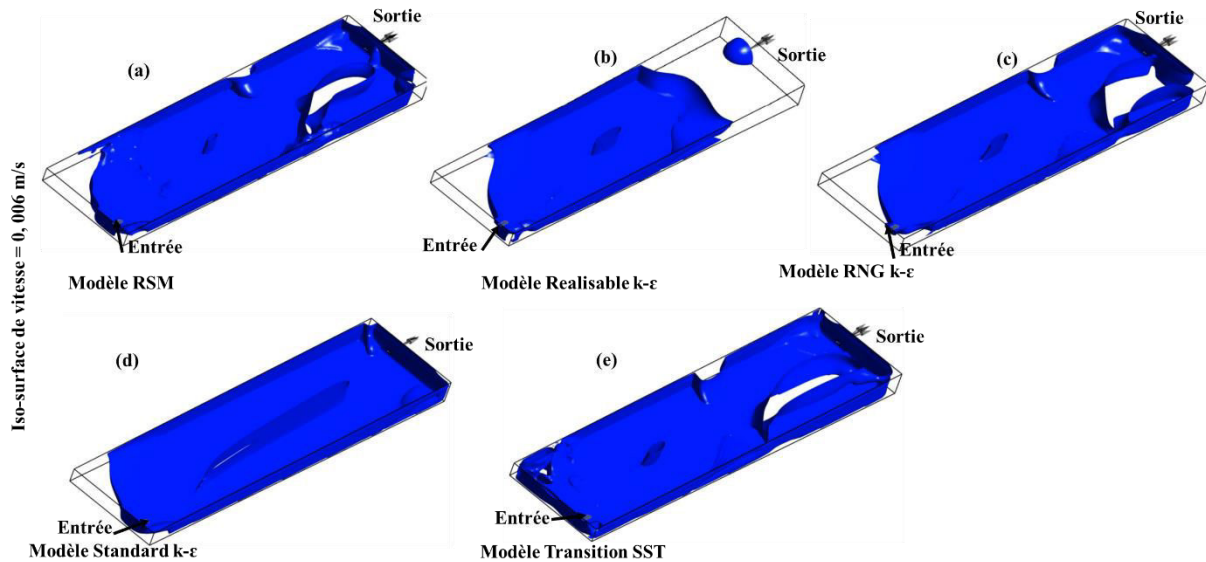 Iso-surface de vitesse = 0, 006 m/s
(a)
Sortie
Entrée
Modèle RSM
(b)
Sortie
Entrée
Modèle Realisable k-ε
(c)
Sortie
Entrée
Modèle RNG k-ε
(d)
Sortie
Entrée
Modèle Standard k-ε
(e)
Sortie
Entrée
Modèle Transition SST